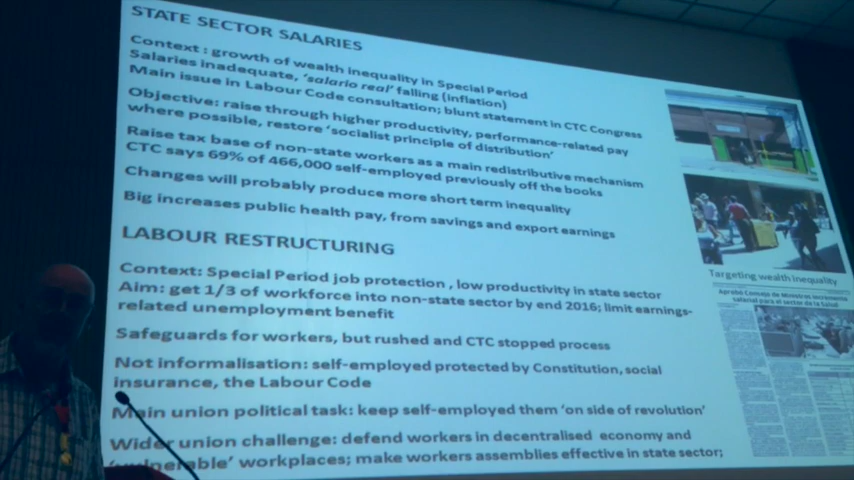 STATE SECTOR SALARIES
Context : growth of wealth inequality in Special Period
Salaries inadequate, 'salario real' falling (inflation)
Main issue in Labour Code consultation; blunt statement in CTC Congress
Objective: raise through higher productivity, performance-related pay
where possible, restore 'socialist principle of distribution'
Raise tax base of non-state workers as a main redistributive mechanism
CTC says 69% of 466,000 self-employed previously off the books
Changes will probably produce more short term inequality
Big increases public health pay, from savings and export earnings
LABOUR RESTRUCTURING
Context: Special Period job protection , low productivity in state sector
Aim: get 1/3 of workforce into non-state sector by end 2016; limit earnings-
related unemployment benefit
Safeguards for workers, but rushed and CTC stopped process
Not informalisation: self-employed protected by Constitution, social
insurance, the Labour Code
Main union political task: keep self-employed them 'on side of revolution'
Wider union challenge: defend workers in decentralised economy and
'vulnerable' workplaces; make workers assemblies effective in state sector;
Targeting wealth inequality
Aprobó Consejo de Ministros incremento
salarial para el sector de la Salud